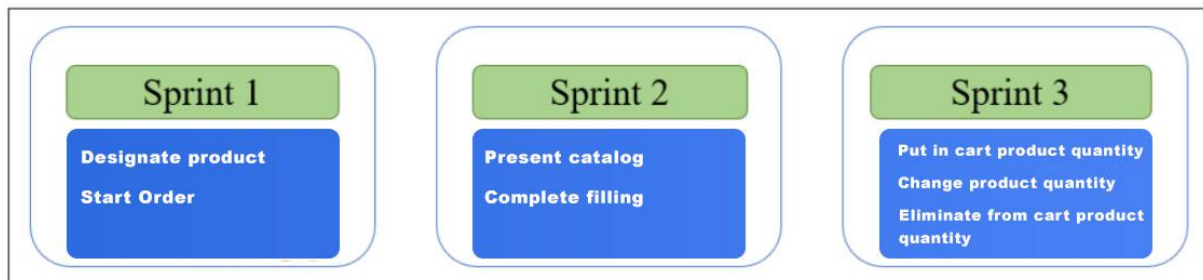 Sprint 1
Designate product
Start Order
Sprint 2
Present catalog
Complete filling
Sprint 3
Put in cart product quantity
Change product quantity
Eliminate from cart product
quantity